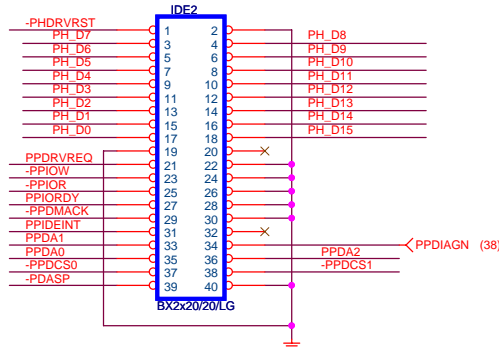 IDE2
-PHDRVRST 1 2
PH_D7 3 4 PH_D8
PH_D6 5 6 PH_D9
PH_D5 7 8 PH_D10
PH_D4 9 10 PH_D11
PH_D3 11 12 PH_D12
PH_D2 13 14 PH_D13
PH_D1 15 16 PH_D14
PH_D0 17 18 PH_D15
19 20
PPDRVREQ 21 22
-PPIOW 23 24
-PPIOR 25 26
PPIORDY 27 28
-PPDMACK 29 30
PPIDEINT 31 32
PPDA1 33 34 PPDIAGN (38)
PPDA0 35 36 PPDA2
-PPDCS0 37 38 -PPDCS1
-PDASP 39 40
BX2x20/20/LG